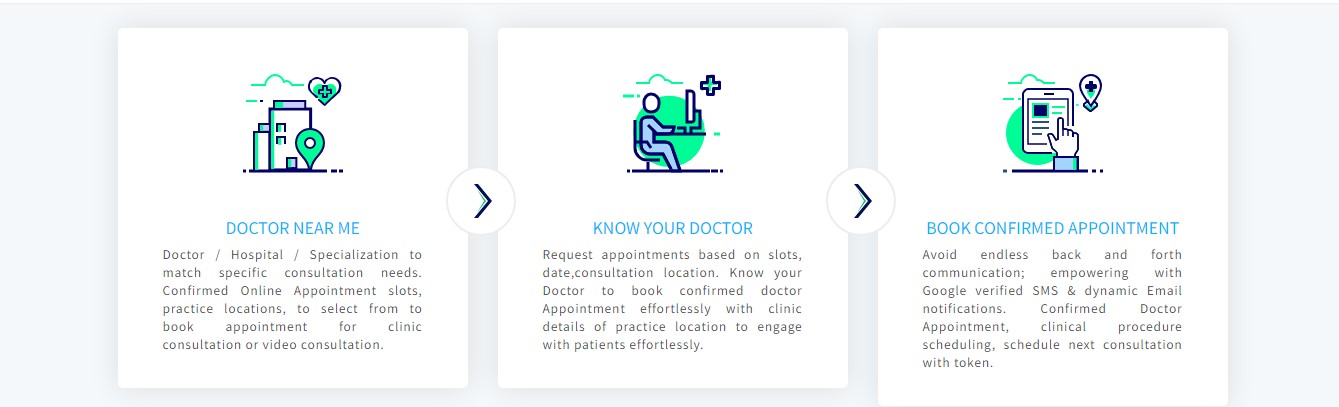 DOCTOR NEAR ME
Doctor / Hospital / Specialization to
match specific consultation needs.
Confirmed Online Appointment slots,
practice locations, to select from to
book appointment for clinic
consultation or video consultation.
KNOW YOUR DOCTOR
Request appointments based on slots,
date,consultation location. Know your
Doctor to book confirmed doctor
Appointment effortlessly with clinic
details of practice location to engage
with patients effortlessly.
BOOK CONFIRMED APPOINTMENT
Avoid endless back and forth
communication; empowering with
Google verified SMS & dynamic Email
notifications. Confirmed Doctor
Appointment, clinical procedure
scheduling, schedule next consultation
with token.